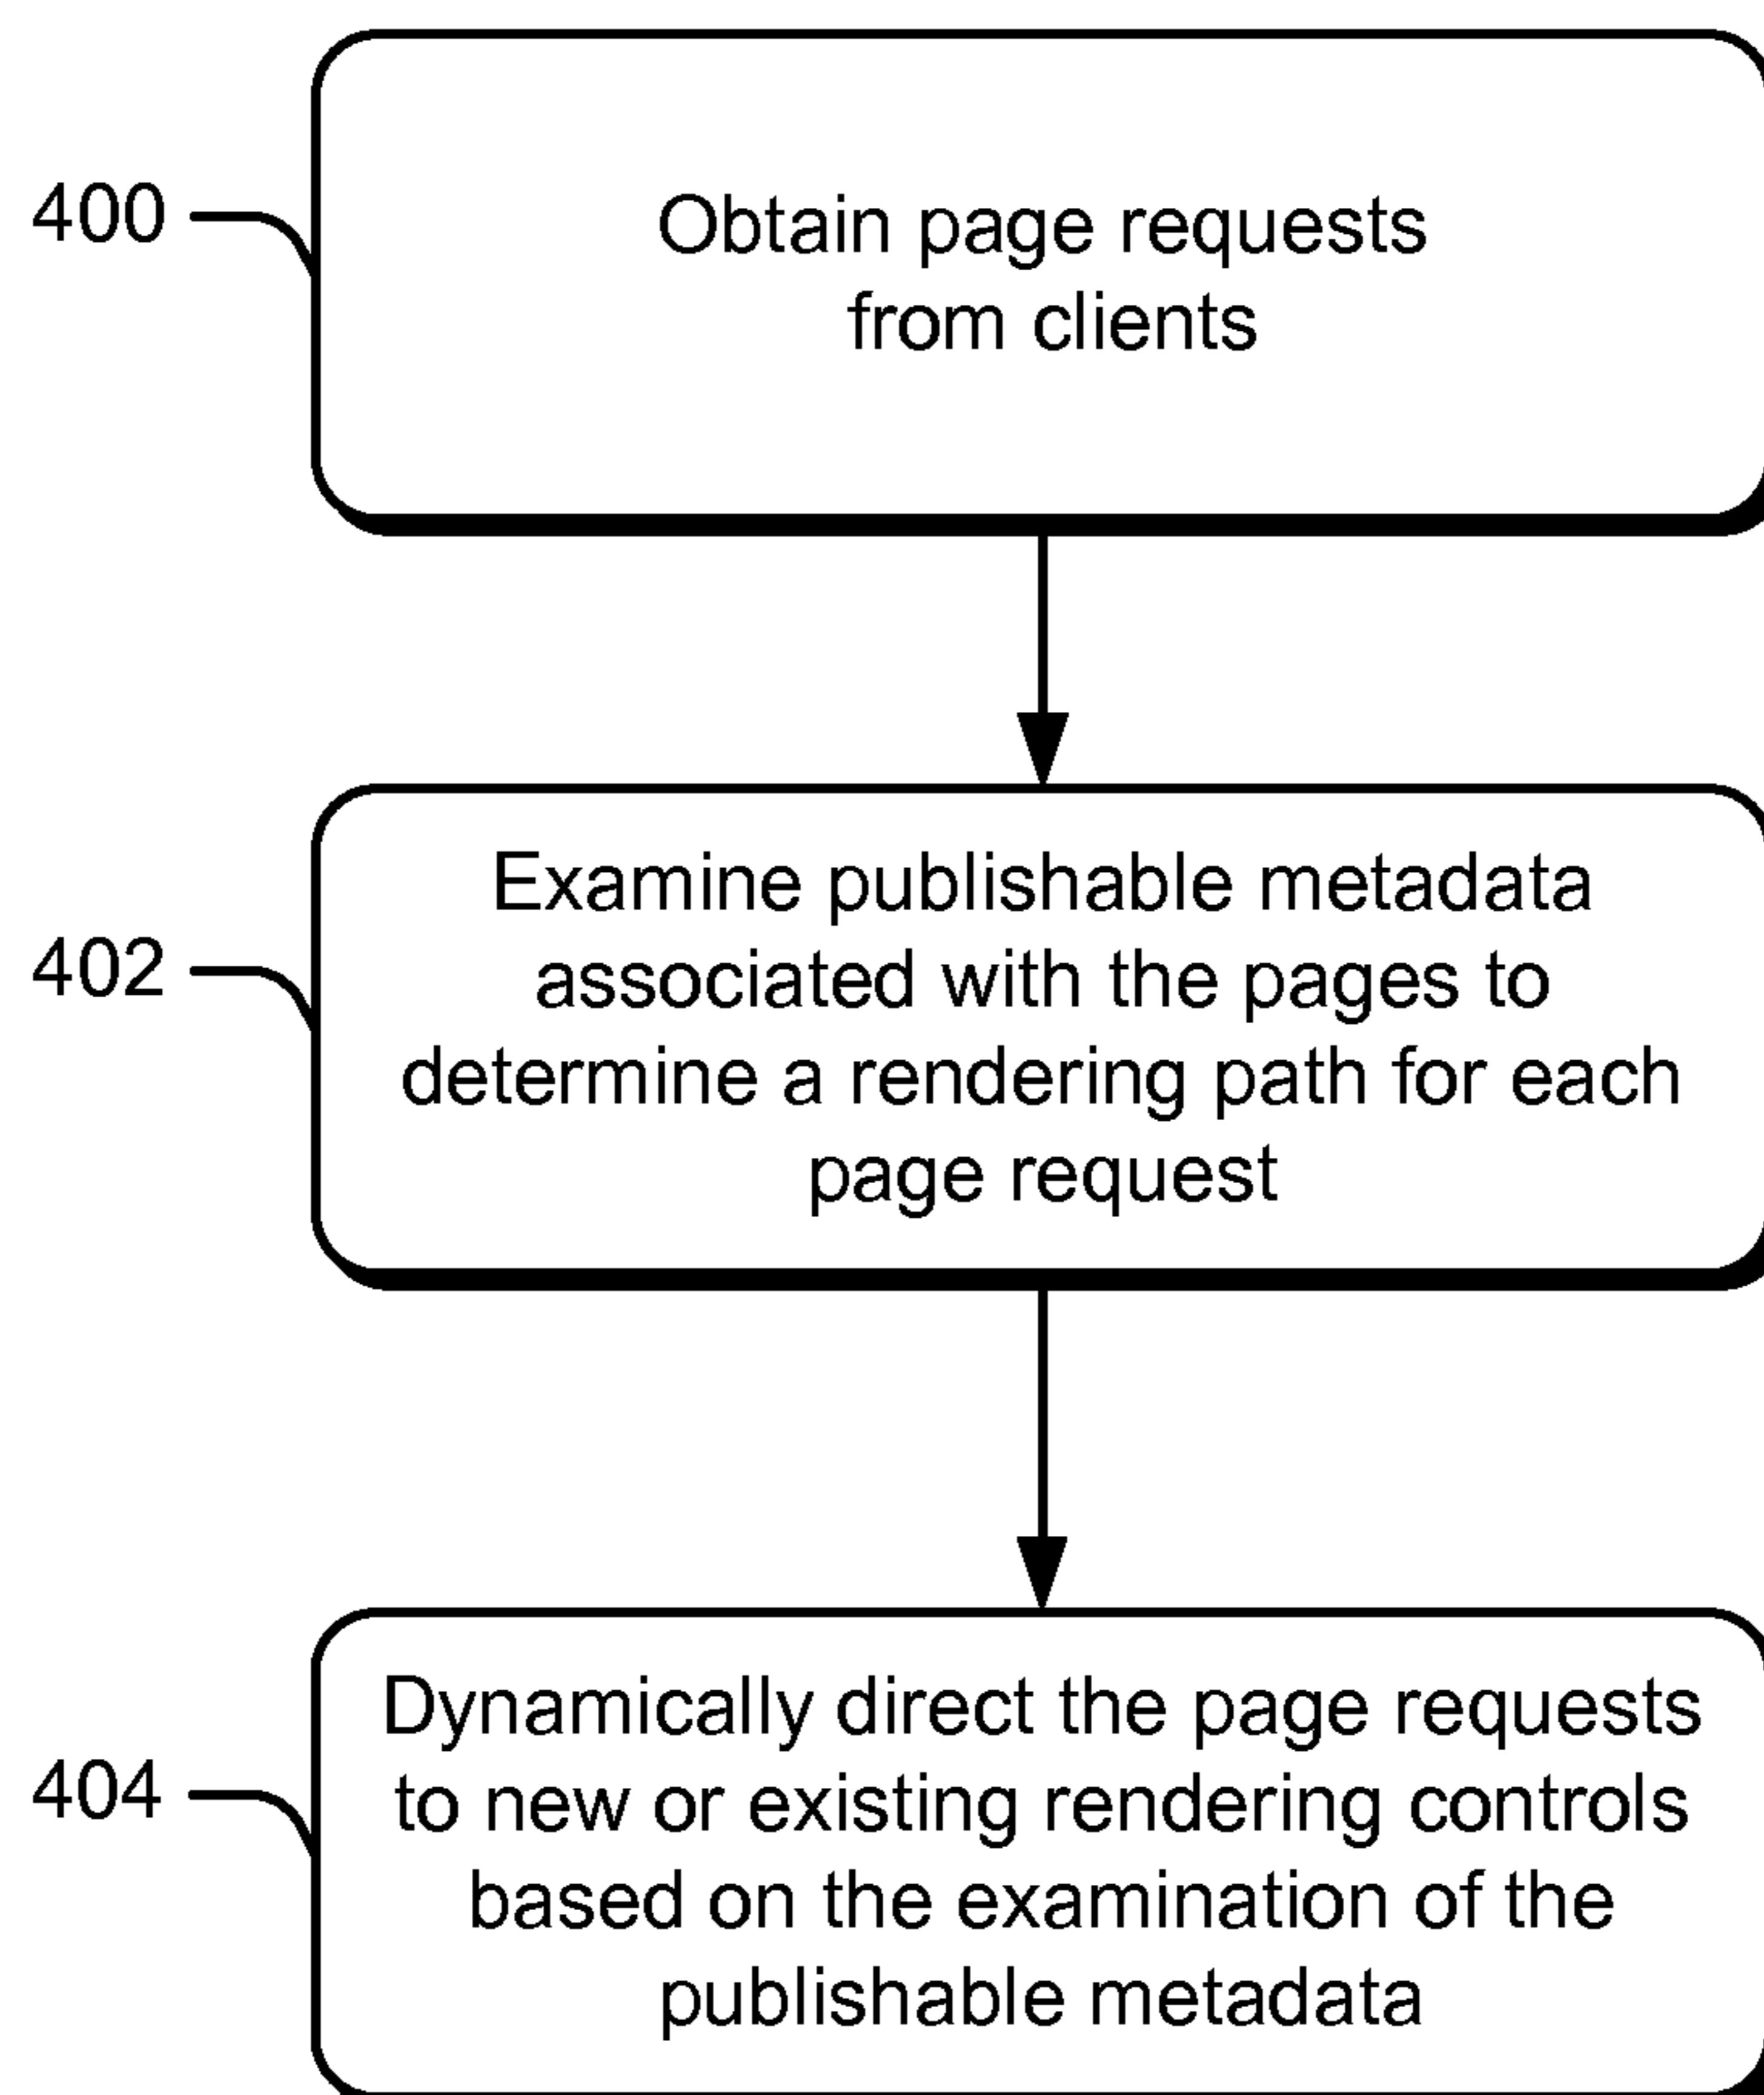 400
Obtain page requests
from clients
402
Examine publishable metadata
associated with the pages to
determine a rendering path for each
page request
404
Dynamically direct the page requests
to new or existing rendering controls
based on the examination of the
publishable metadata